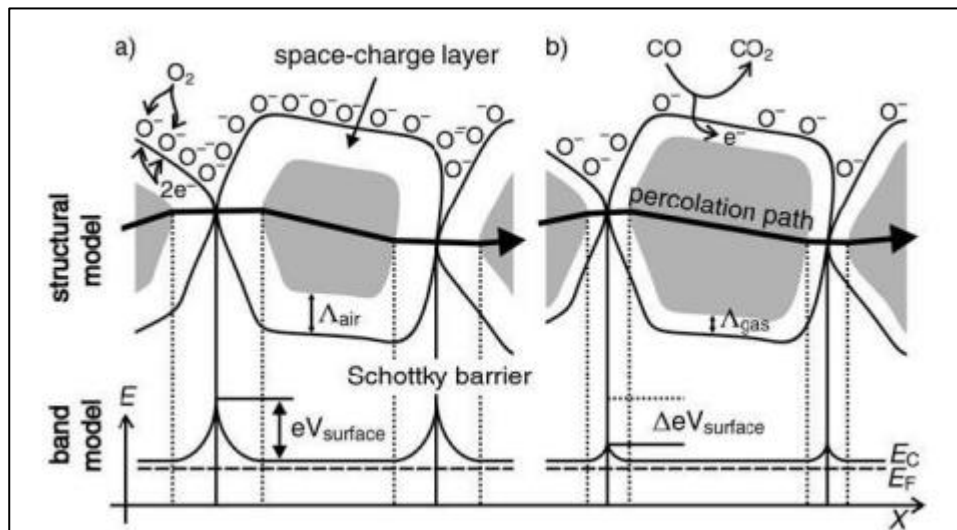 a)
O₂
space-charge layer
O⁻ O⁻ O⁻ O⁻ O⁻ O⁻ ⁻O
O⁻ O⁻ O⁻ O⁻ ⁻O
O⁻ O⁻ O⁻
2e⁻
Λair
b)
CO CO₂
O⁻ O⁻ O⁻ O⁻
O⁻ O⁻ O⁻
e⁻
percolation path
Λgas
structural
model
Schottky barrier
band
model
E
eVsurface
ΔeVsurface
EC
EF
X